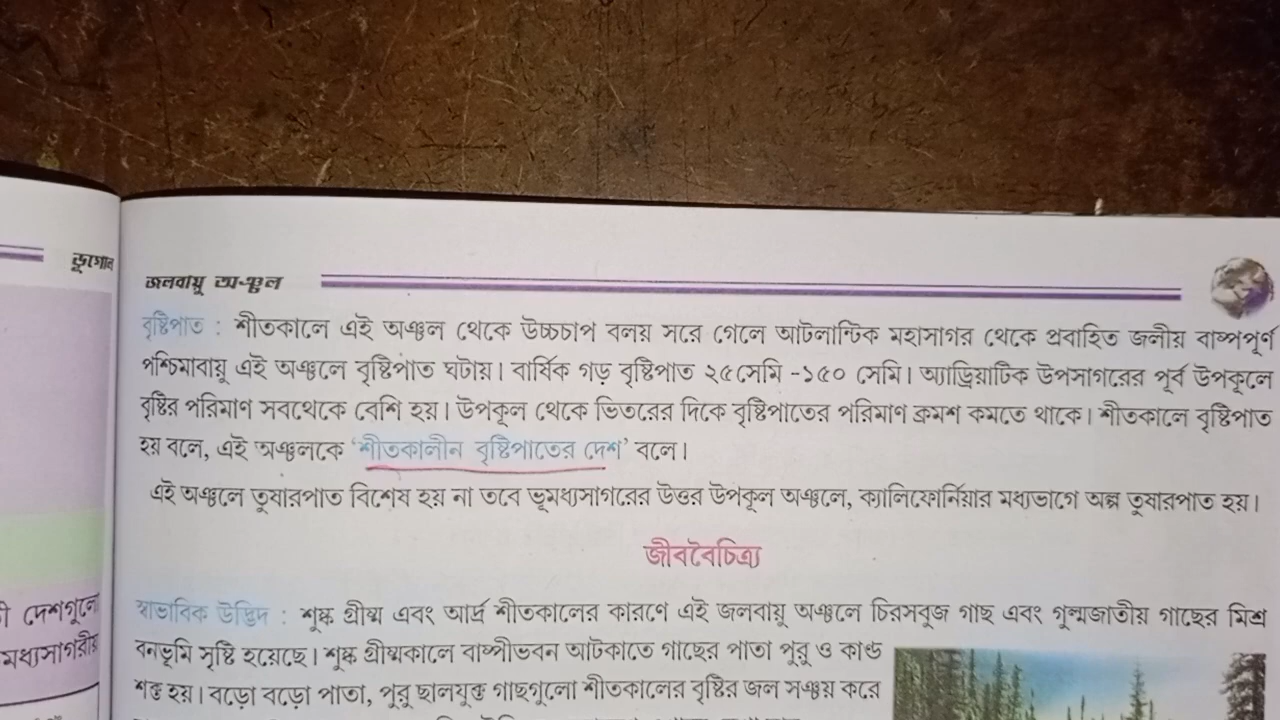 ভূগোল
জলবায়ু অঞ্চল
বৃষ্টিপাত : শীতকালে এই অঞ্চল থেকে উচ্চচাপ বলয় সরে গেলে আটলান্টিক মহাসাগর থেকে প্রবাহিত জলীয় বাষ্পপূর্ণ
পশ্চিমাবায়ু এই অঞ্চলে বৃষ্টিপাত ঘটায়। বার্ষিক গড় বৃষ্টিপাত ২৫সেমি -১৫০ সেমি। অ্যাড্রিয়াটিক উপসাগরের পূর্ব উপকূলে
বৃষ্টির পরিমাণ সবথেকে বেশি হয়। উপকূল থেকে ভিতরের দিকে বৃষ্টিপাতের পরিমাণ ক্রমশ কমতে থাকে। শীতকালে বৃষ্টিপাত
হয় বলে, এই অঞ্চলকে ‘শীতকালীন বৃষ্টিপাতের দেশ’ বলে।
এই অঞ্চলে তুষারপাত বিশেষ হয় না তবে ভূমধ্যসাগরের উত্তর উপকূল অঞ্চলে, ক্যালিফোর্নিয়ার মধ্যভাগে অল্প তুষারপাত হয়।
জীববৈচিত্র্য
স্বাভাবিক উদ্ভিদ : শুষ্ক গ্রীষ্ম এবং আর্দ্র শীতকালের কারণে এই জলবায়ু অঞ্চলে চিরসবুজ গাছ এবং গুল্মজাতীয় গাছের মিশ্র
বনভূমি সৃষ্টি হয়েছে। শুষ্ক গ্রীষ্মকালে বাষ্পীভবন আটকাতে গাছের পাতা পুরু ও কাণ্ড
শক্ত হয়। বড়ো বড়ো পাতা, পুরু ছালযুক্ত গাছগুলো শীতকালের বৃষ্টির জল সঞ্চয় করে
দেশগুলো
মধ্যসাগরীয়